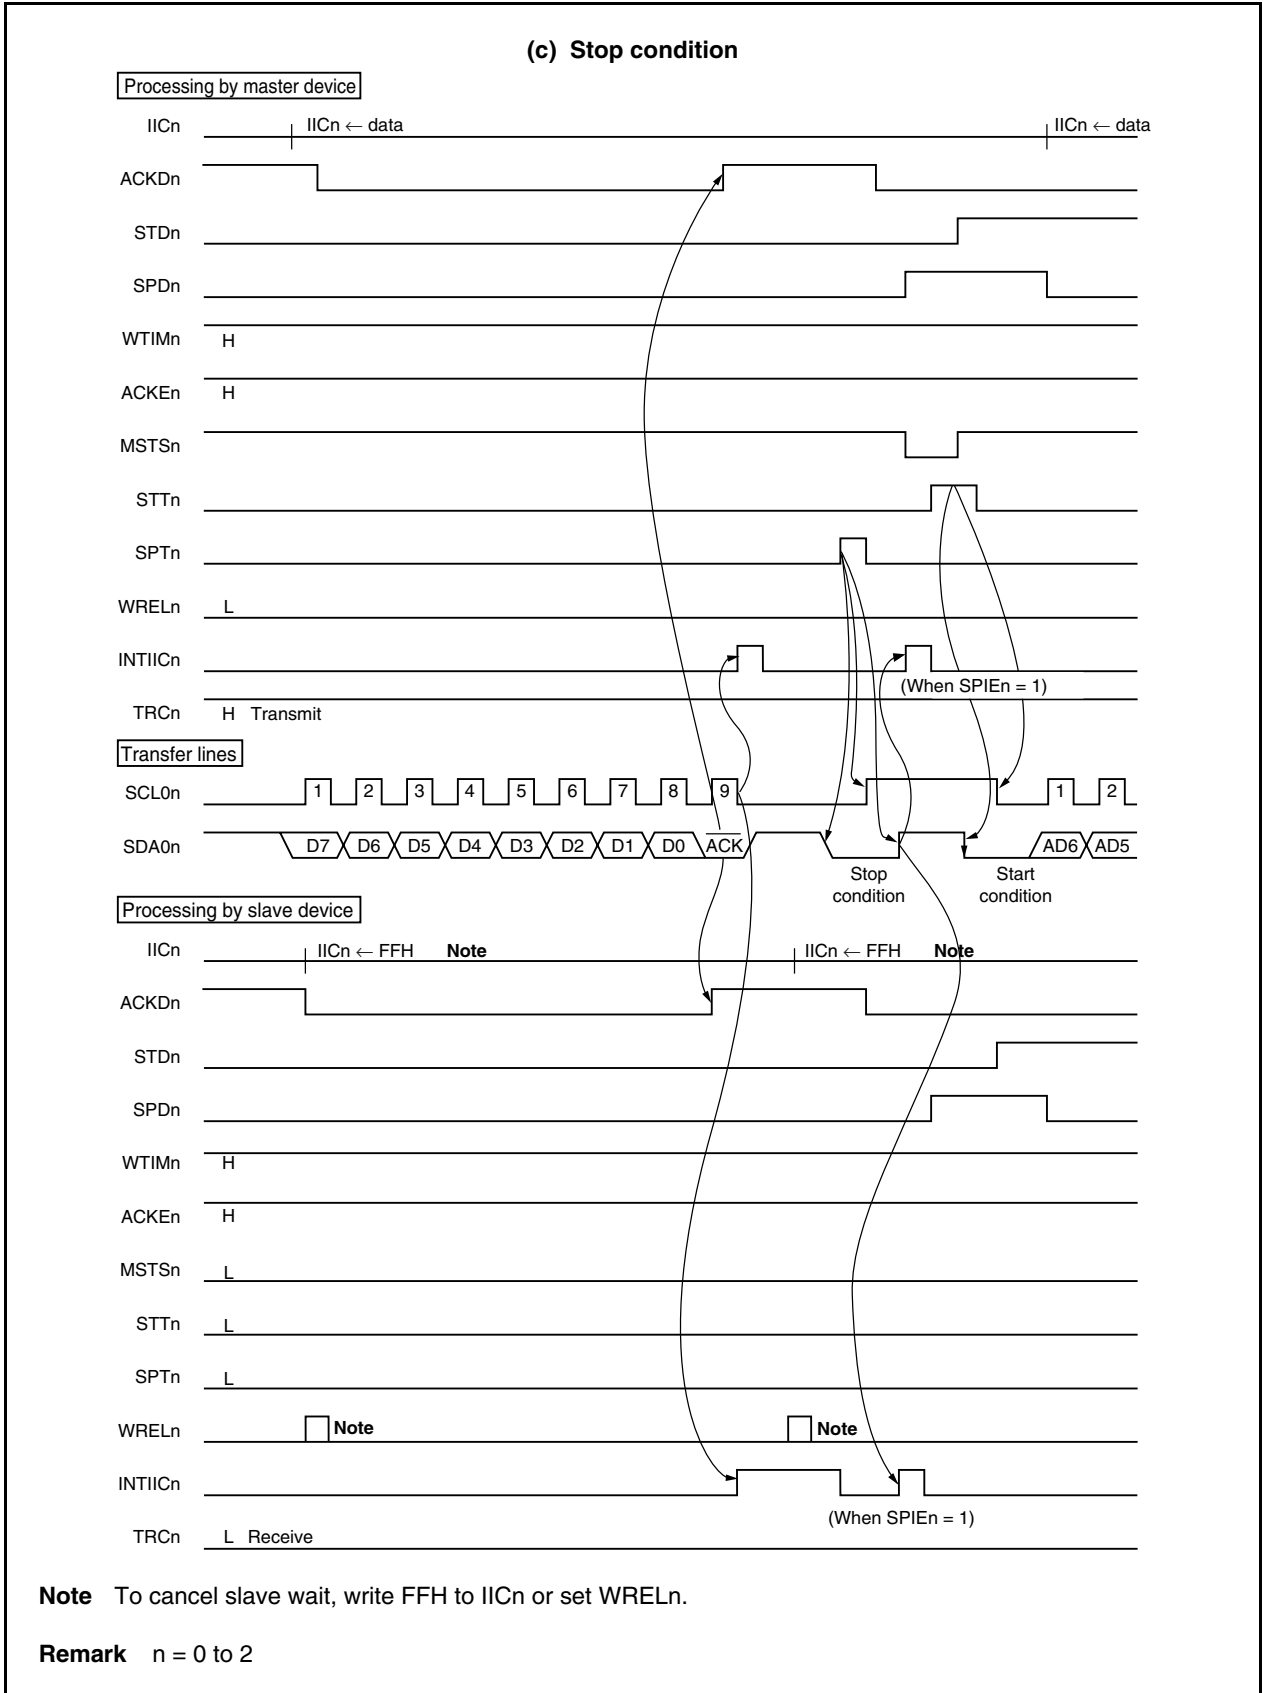 (c) Stop condition
Processing by master device
IICn IICn ← data IICn ← data
ACKDn
STDn
SPDn
WTIMn H
ACKEn H
MSTSn
STTn
SPTn
WRELn L
INTIICn
(When SPIEn = 1)
TRCn H Transmit
Transfer lines
SCL0n 1 2 3 4 5 6 7 8 9 1 2
SDA0n D7 D6 D5 D4 D3 D2 D1 D0 ACK AD6 AD5
Stop condition
Start condition
Processing by slave device
IICn IICn ← FFH Note IICn ← FFH Note
ACKDn
STDn
SPDn
WTIMn H
ACKEn H
MSTSn L
STTn L
SPTn L
WRELn Note Note
INTIICn
(When SPIEn = 1)
TRCn L Receive
Note To cancel slave wait, write FFH to IICn or set WRELn.
Remark n = 0 to 2